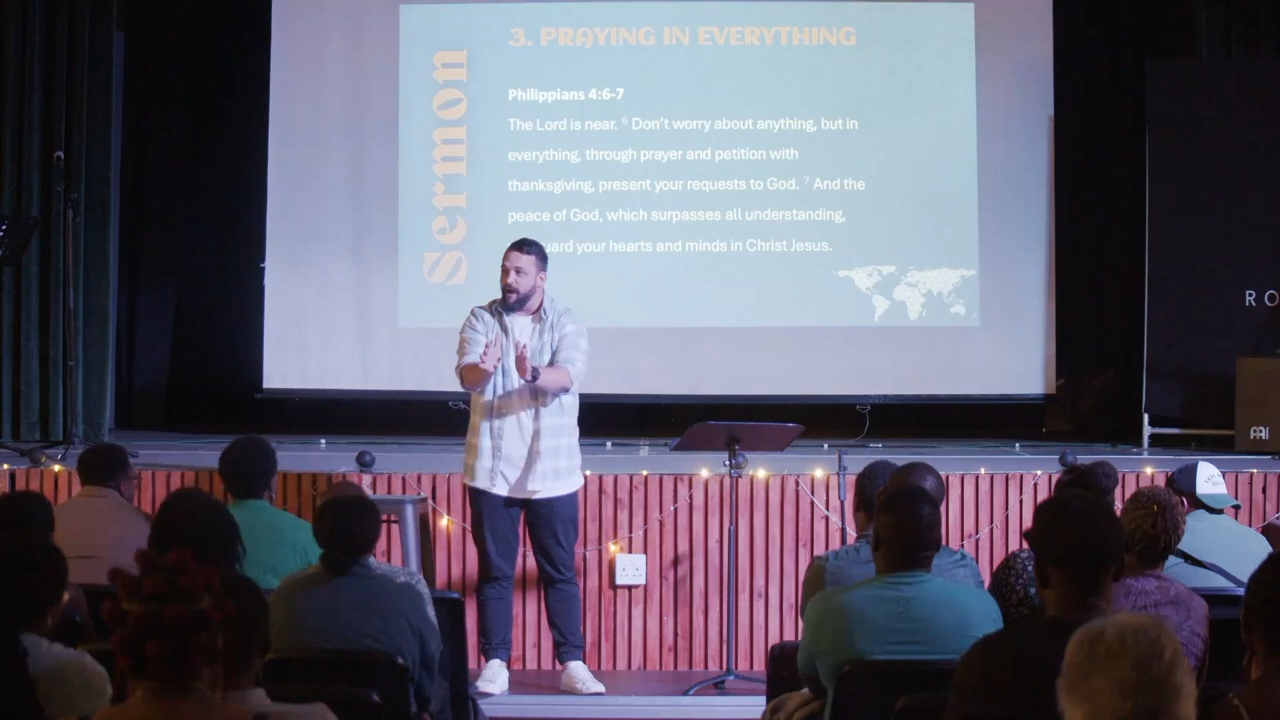 3. PRAYING IN EVERYTHING
Sermon
Philippians 4:6-7
The Lord is near. ⁶ Don't worry about anything, but in
everything, through prayer and petition with
thanksgiving, present your requests to God. ⁷ And the
peace of God, which surpasses all understanding,
your hearts and minds in Christ Jesus.
RO